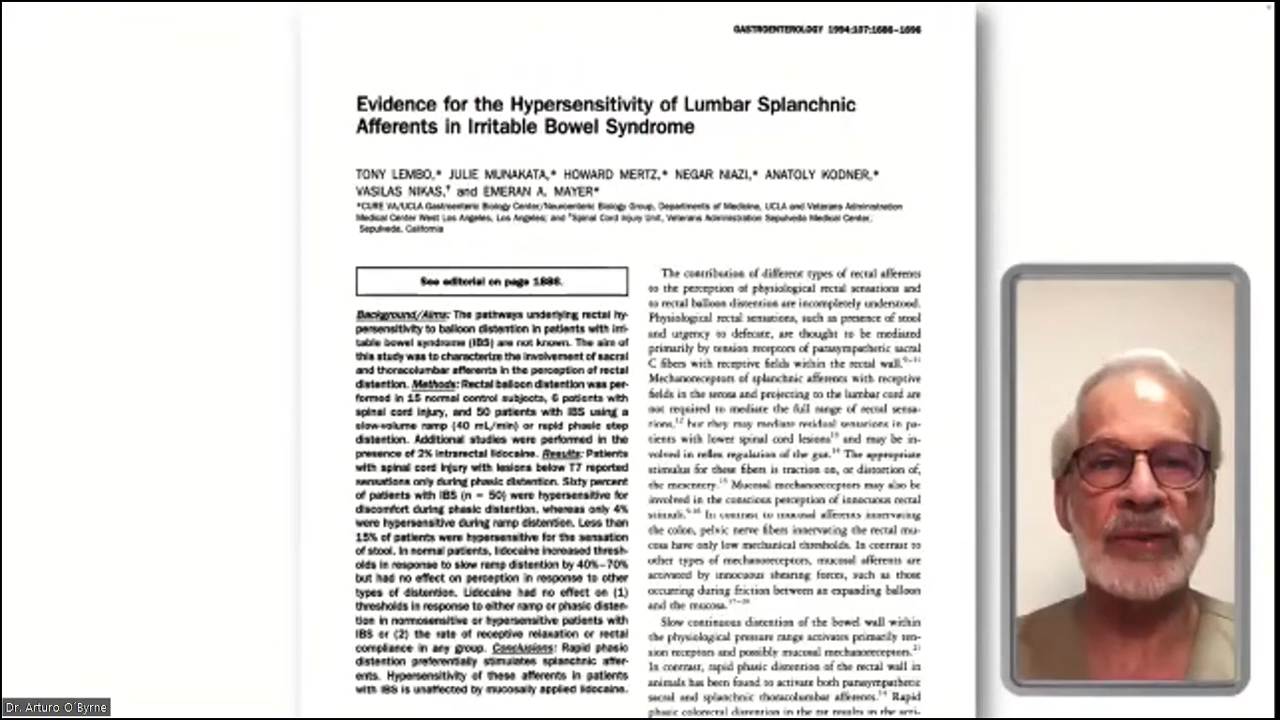 GASTROENTEROLOGY 1994;107:1686–1696
Evidence for the Hypersensitivity of Lumbar Splanchnic
Afferents in Irritable Bowel Syndrome
TONY LEMBO,* JULIE MUNAKATA,* HOWARD MERTZ,* NEGAR NIAZI,* ANATOLY KODNER,*
VASILAS NIKAS,† and EMERAN A. MAYER*
*CURE VA/UCLA Gastroenteric Biology Center/Neuroenteric Biology Group, Departments of Medicine, UCLA and Veterans Administration
Medical Center West Los Angeles, Los Angeles; and †Spinal Cord Injury Unit, Veterans Administration Sepulveda Medical Center,
Sepulveda, California
See editorial on page 1886.
Background/Aims: The pathways underlying rectal hy-
persensitivity to balloon distention in patients with irri-
table bowel syndrome (IBS) are not known. The aim of
this study was to characterize the involvement of sacral
and thoracolumbar afferents in the perception of rectal
distention. Methods: Rectal balloon distention was per-
formed in 15 normal control subjects, 6 patients with
spinal cord injury, and 50 patients with IBS using a
slow-volume ramp (40 mL/min) or rapid phasic step
distention. Additional studies were performed in the
presence of 2% intrarectal lidocaine. Results: Patients
with spinal cord injury with lesions below T7 reported
sensations only during phasic distention. Sixty percent
of patients with IBS (n = 50) were hypersensitive for
discomfort during phasic distention, whereas only 4%
were hypersensitive during ramp distention. Less than
15% of patients were hypersensitive for the sensation
of stool. In normal patients, lidocaine increased thresh-
olds in response to slow ramp distention by 40%–70%
but had no effect on perception in response to other
types of distention. Lidocaine had no effect on (1)
thresholds in response to either ramp or phasic disten-
tion in normosensitive or hypersensitive patients with
IBS or (2) the rate of receptive relaxation or rectal
compliance in any group. Conclusions: Rapid phasic
distention preferentially stimulates splanchnic affer-
ents. Hypersensitivity of these afferents in patients
with IBS is unaffected by mucosally applied lidocaine.
The contribution of different types of rectal afferents
to the perception of physiological rectal sensations and
to rectal balloon distention are incompletely understood.
Physiological rectal sensations, such as presence of stool
and urgency to defecate, are thought to be mediated
primarily by tension receptors of parasympathetic sacral
C fibers with receptive fields within the rectal wall.
Mechanoreceptors of splanchnic afferents with receptive
fields in the serosa and projecting to the lumbar cord are
not required to mediate the full range of rectal sensa-
tions, but they may mediate residual sensations in pa-
tients with lower spinal cord lesions and may be in-
volved in reflex regulation of the gut. The appropriate
stimulus for these fibers is traction on, or distortion of,
the mesentery. Mucosal mechanoreceptors may also be
involved in the conscious perception of innocuous rectal
stimuli. In contrast to mucosal afferents innervating
the colon, pelvic nerve fibers innervating the rectal mu-
cosa have only low mechanical thresholds. In contrast to
other types of mechanoreceptors, mucosal afferents are
activated by innocuous shearing forces, such as those
occurring during friction between an expanding balloon
and the mucosa.
Slow continuous distention of the bowel wall within
the physiological pressure range activates primarily ten-
sion receptors and possibly mucosal mechanoreceptors.
In contrast, rapid phasic distention of the rectal wall in
animals has been found to activate both parasympathetic
sacral and splanchnic thoracolumbar afferents. Rapid
phasic colorectal distention in the rat results in the acti-
Dr. Arturo O'Byrne